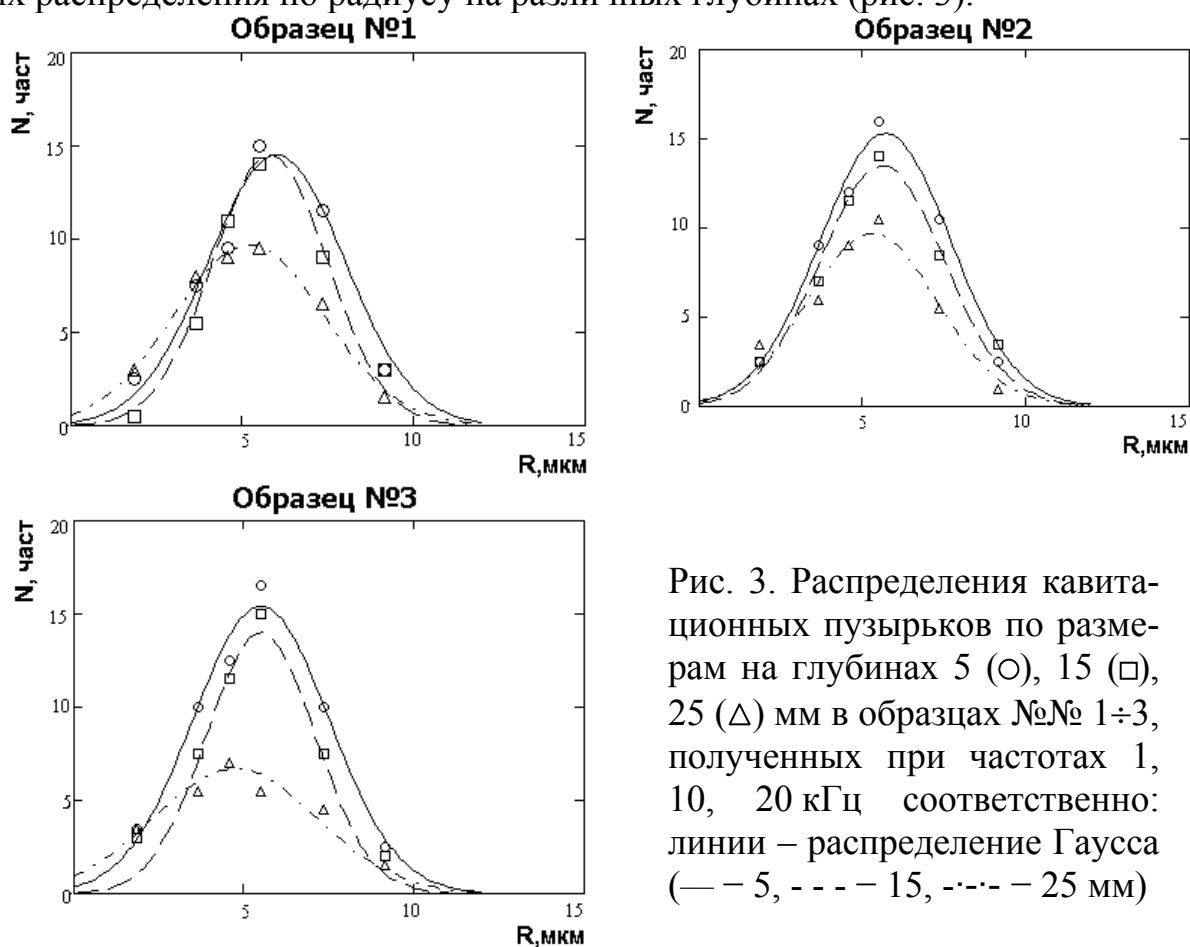 х распределения по радиусу на различных глубинах (рис. 3).
Образец №1
N, част
20
15
10
5
0
5
10
15
R,мкм
Образец №2
N, част
20
15
10
5
0
5
10
15
R,мкм
Образец №3
N, част
20
15
10
5
0
5
10
15
R,мкм
Рис. 3. Распределения кавита-
ционных пузырьков по разме-
рам на глубинах 5 (○), 15 (□),
25 (△) мм в образцах №№ 1÷3,
полученных при частотах 1,
10, 20 кГц соответственно:
линии – распределение Гаусса
(— − 5, - - - − 15, -·-·- − 25 мм)